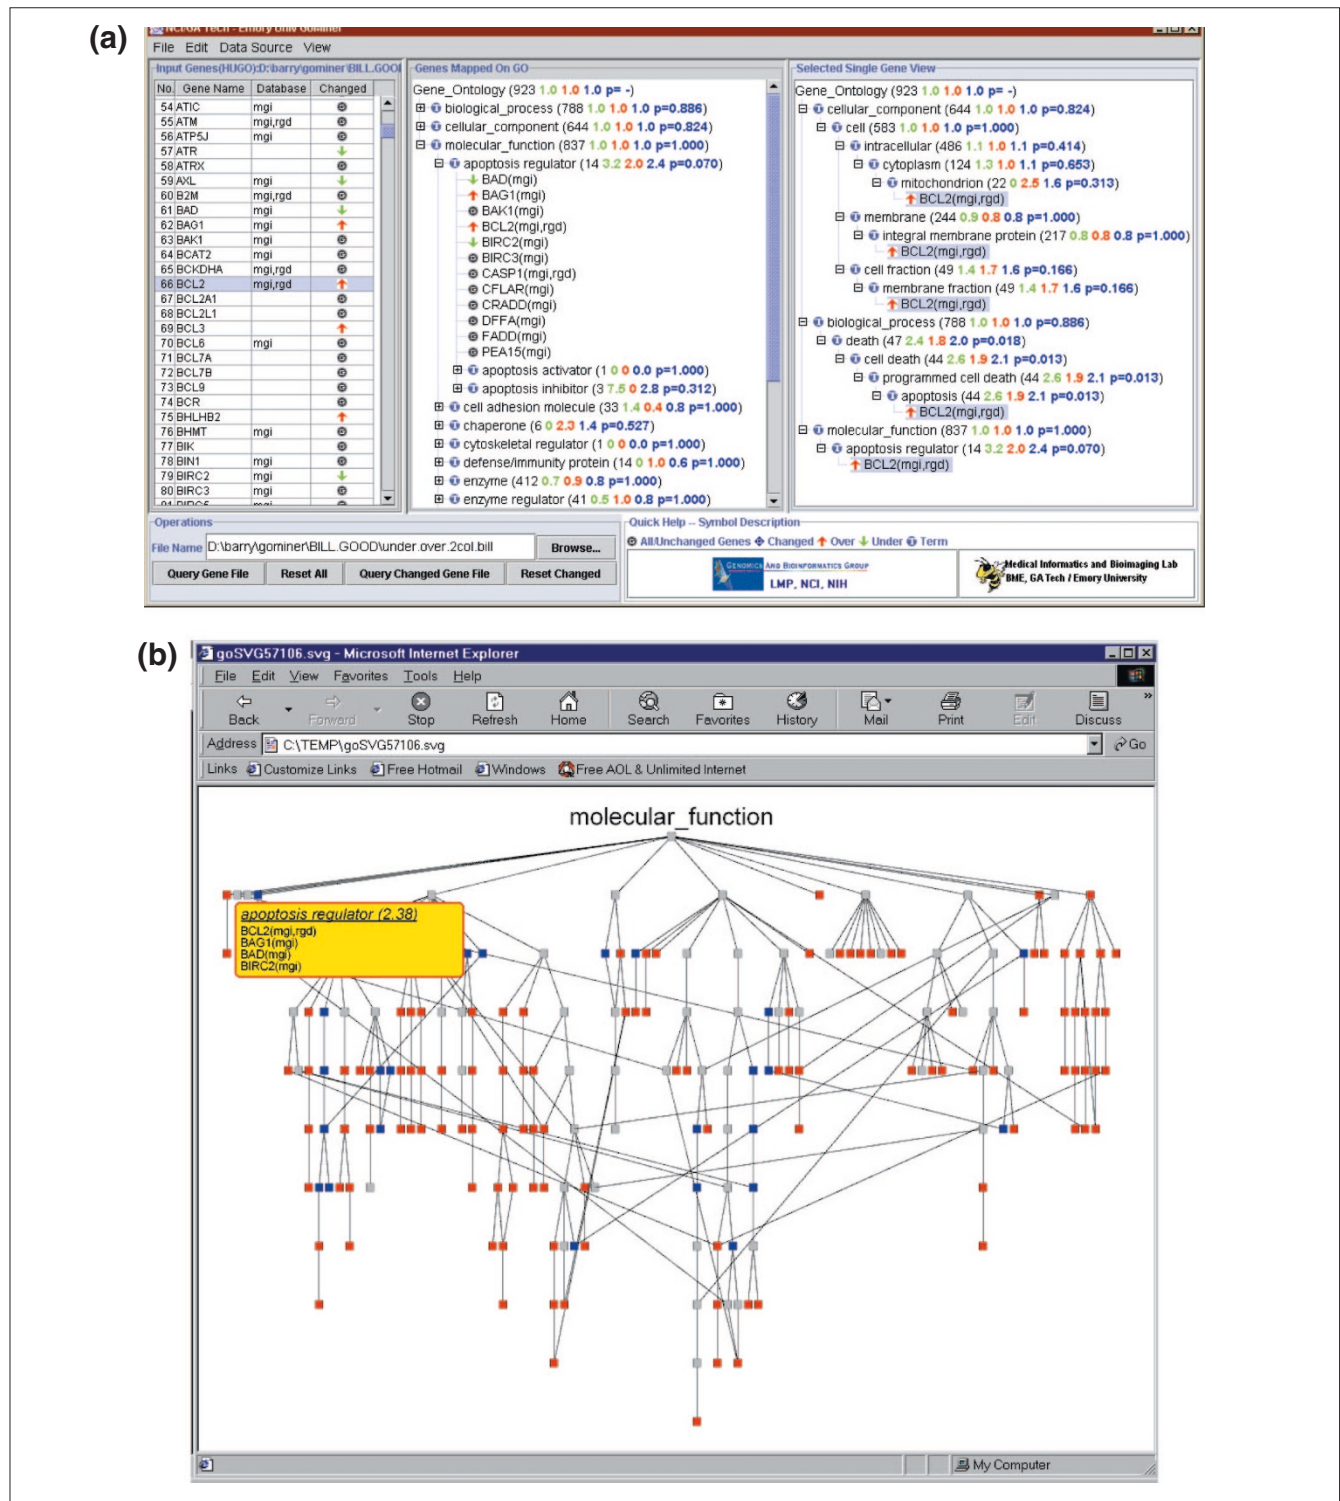 (a)
NCI/GA Tech - Emory Univ GoMiner
File Edit Data Source View
Input Genes(HUGO):D:\barry\gominer\BILL.GOOD
No. Gene Name Database Changed
54 ATIC mgi
55 ATM mgi,rgd
56 ATP5J mgi
57 ATR
58 ATRX
59 AXL mgi
60 B2M mgi,rgd
61 BAD mgi
62 BAG1 mgi
63 BAK1 mgi
64 BCAT2 mgi
65 BCKDHA mgi,rgd
66 BCL2 mgi,rgd
67 BCL2A1
68 BCL2L1
69 BCL3
70 BCL6 mgi
71 BCL7A
72 BCL7B
73 BCL9
74 BCR
75 BHLHB2
76 BHMT mgi
77 BIK
78 BIN1 mgi
79 BIRC2 mgi
80 BIRC3 mgi
81 BIRC5 mgi
Genes Mapped On GO
Gene_Ontology (923 1.0 1.0 1.0 p= -)
biological_process (788 1.0 1.0 1.0 p=0.886)
cellular_component (644 1.0 1.0 1.0 p=0.824)
molecular_function (837 1.0 1.0 1.0 p=1.000)
apoptosis regulator (14 3.2 2.0 2.4 p=0.070)
BAD(mgi)
BAG1(mgi)
BAK1(mgi)
BCL2(mgi,rgd)
BIRC2(mgi)
BIRC3(mgi)
CASP1(mgi,rgd)
CFLAR(mgi)
CRADD(mgi)
DFFA(mgi)
FADD(mgi)
PEA15(mgi)
apoptosis activator (1 0 0 0.0 p=1.000)
apoptosis inhibitor (3 7.5 0 2.8 p=0.312)
cell adhesion molecule (33 1.4 0.4 0.8 p=1.000)
chaperone (6 0 2.3 1.4 p=0.527)
cytoskeletal regulator (1 0 0 0.0 p=1.000)
defense/immunity protein (14 0 1.0 0.6 p=1.000)
enzyme (412 0.7 0.9 0.8 p=1.000)
enzyme regulator (41 0.5 1.0 0.8 p=1.000)
Selected Single Gene View
Gene_Ontology (923 1.0 1.0 1.0 p= -)
cellular_component (644 1.0 1.0 1.0 p=0.824)
cell (583 1.0 1.0 1.0 p=1.000)
intracellular (486 1.1 1.0 1.1 p=0.414)
cytoplasm (124 1.3 1.0 1.1 p=0.653)
mitochondrion (22 0 2.5 1.6 p=0.313)
BCL2(mgi,rgd)
membrane (244 0.9 0.8 0.8 p=1.000)
integral membrane protein (217 0.8 0.8 0.8 p=1.000)
BCL2(mgi,rgd)
cell fraction (49 1.4 1.7 1.6 p=0.166)
membrane fraction (49 1.4 1.7 1.6 p=0.166)
BCL2(mgi,rgd)
biological_process (788 1.0 1.0 1.0 p=0.886)
death (47 2.4 1.8 2.0 p=0.018)
cell death (44 2.6 1.9 2.1 p=0.013)
programmed cell death (44 2.6 1.9 2.1 p=0.013)
apoptosis (44 2.6 1.9 2.1 p=0.013)
BCL2(mgi,rgd)
molecular_function (837 1.0 1.0 1.0 p=1.000)
apoptosis regulator (14 3.2 2.0 2.4 p=0.070)
BCL2(mgi,rgd)
Operations
File Name D:\barry\gominer\BILL.GOOD\under.over.2col.bill Browse...
Query Gene File Reset All Query Changed Gene File Reset Changed
Quick Help -- Symbol Description
All/Unchanged Genes Changed Over Under Term
GENOMICS AND BIOINFORMATICS GROUP
LMP, NCI, NIH
Medical Informatics and Bioimaging Lab
BME, GA Tech / Emory University
(b)
goSVG57106.svg - Microsoft Internet Explorer
File Edit View Favorites Tools Help
Back Forward Stop Refresh Home Search Favorites History Mail Print Edit Discuss »
Address C:\TEMP\goSVG57106.svg Go
Links Customize Links Free Hotmail Windows Free AOL & Unlimited Internet
molecular_function
apoptosis regulator (2.38)
BCL2(mgi,rgd)
BAG1(mgi)
BAD(mgi)
BIRC2(mgi)
My Computer